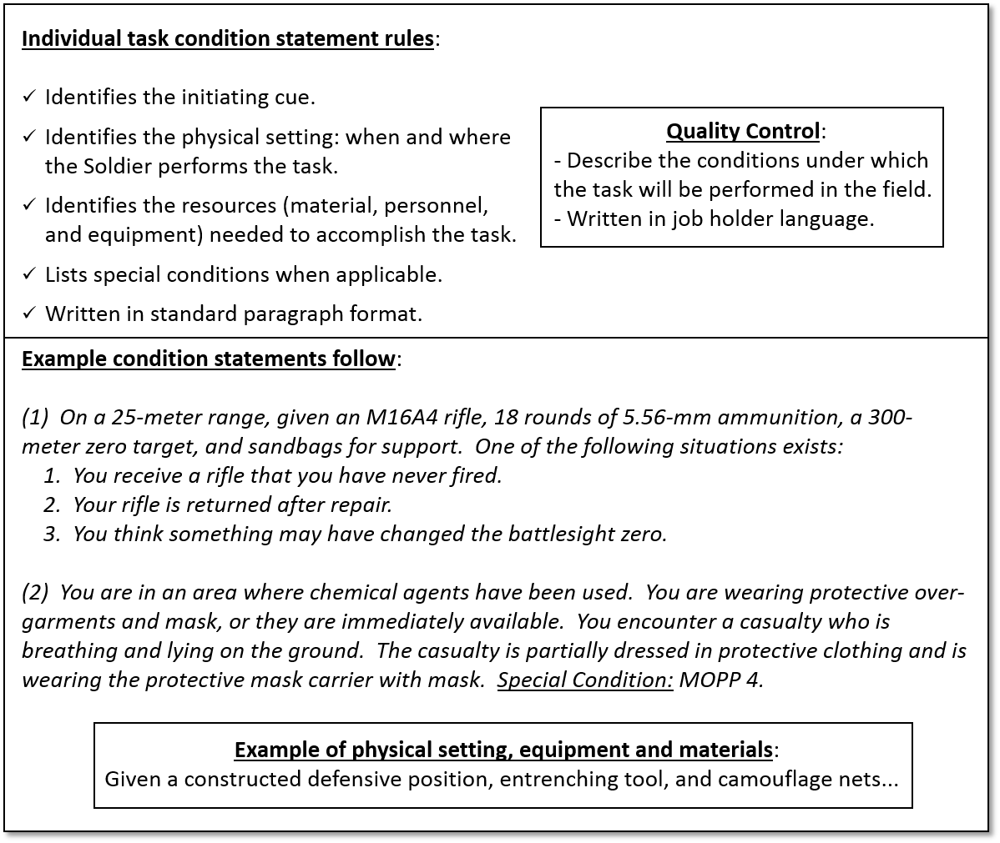 Individual task condition statement rules:
✓ Identifies the initiating cue.
✓ Identifies the physical setting: when and where
the Soldier performs the task.
✓ Identifies the resources (material, personnel,
and equipment) needed to accomplish the task.
✓ Lists special conditions when applicable.
✓ Written in standard paragraph format.
Quality Control:
- Describe the conditions under which
the task will be performed in the field.
- Written in job holder language.
Example condition statements follow:
(1)  On a 25-meter range, given an M16A4 rifle, 18 rounds of 5.56-mm ammunition, a 300-
meter zero target, and sandbags for support.  One of the following situations exists:
1.  You receive a rifle that you have never fired.
2.  Your rifle is returned after repair.
3.  You think something may have changed the battlesight zero.
(2)  You are in an area where chemical agents have been used.  You are wearing protective over-
garments and mask, or they are immediately available.  You encounter a casualty who is
breathing and lying on the ground.  The casualty is partially dressed in protective clothing and is
wearing the protective mask carrier with mask.  Special Condition: MOPP 4.
Example of physical setting, equipment and materials:
Given a constructed defensive position, entrenching tool, and camouflage nets...